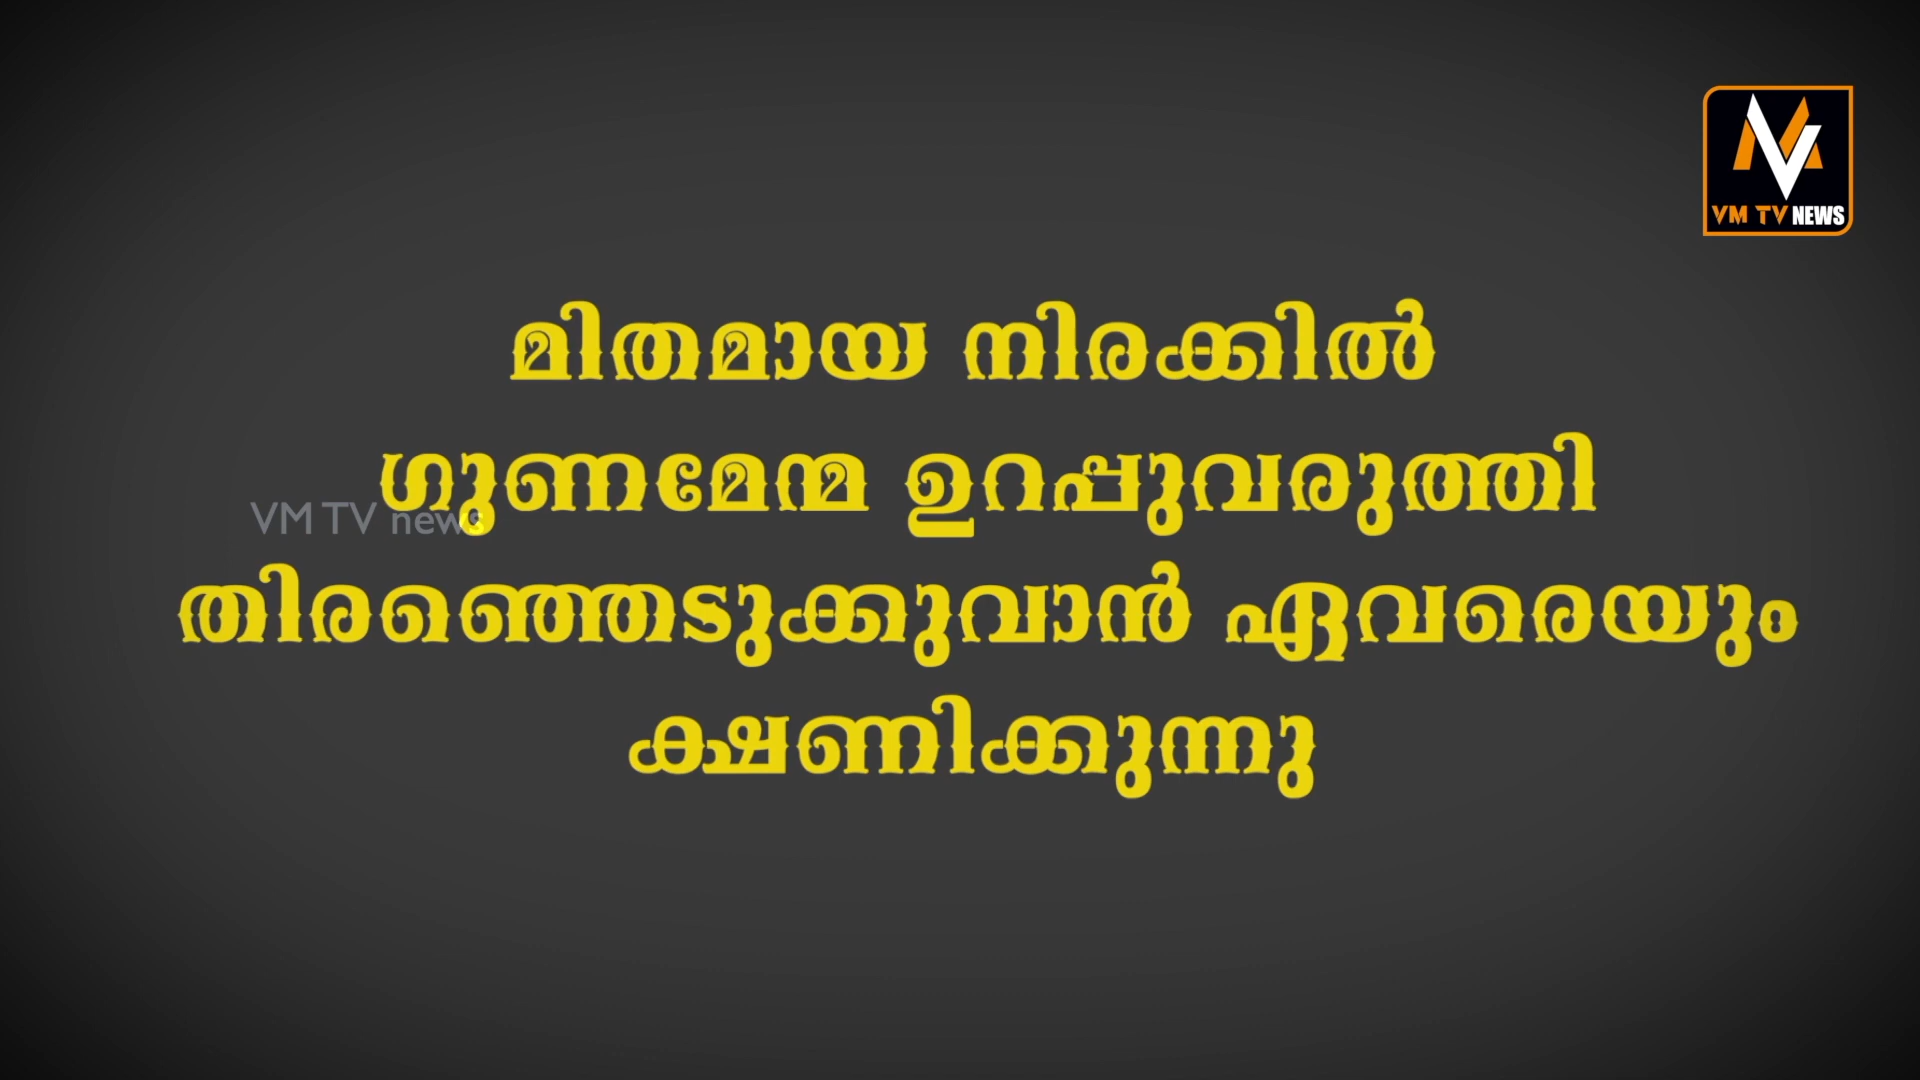 VM TV NEWS
മിതമായ നിരക്കിൽ
ഗുണമേന്മ ഉറപ്പുവരുത്തി
VM TV news
തിരഞ്ഞെടുക്കുവാൻ ഏവരെയും
ക്ഷണിക്കുന്നു